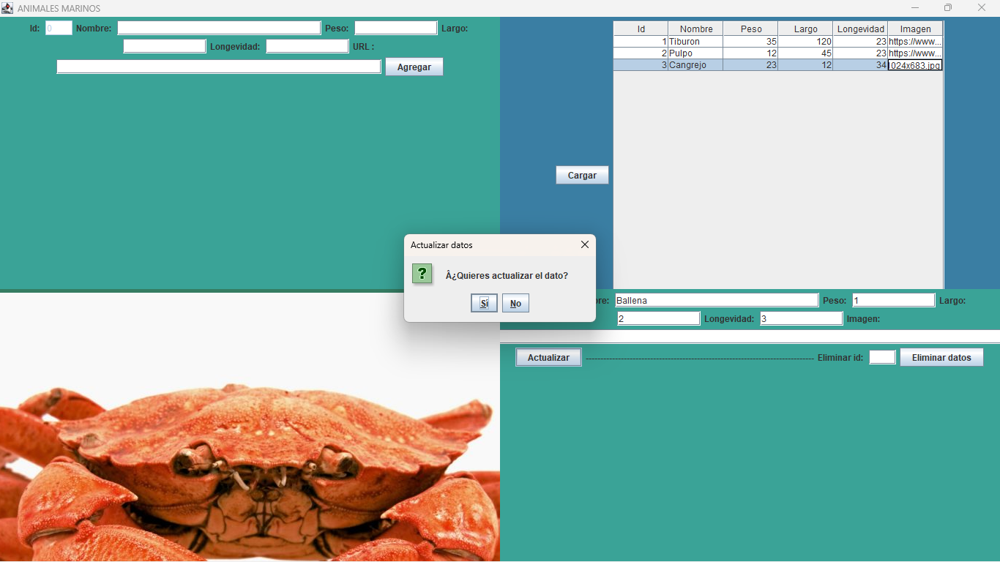 ANIMALES MARINOS
Id: 0 Nombre: Peso: Largo:
Longevidad: URL :
Agregar
Id Nombre Peso Largo Longevidad Imagen
1 Tiburon 35 120 23 https://www...
2 Pulpo 12 45 23 https://www...
3 Cangrejo 23 12 34 024x683.jpg
Cargar
Actualizar datos
Â¿Quieres actualizar el dato?
Sí No
bre: Ballena Peso: 1 Largo:
2 Longevidad: 3 Imagen:
Actualizar Eliminar id: Eliminar datos